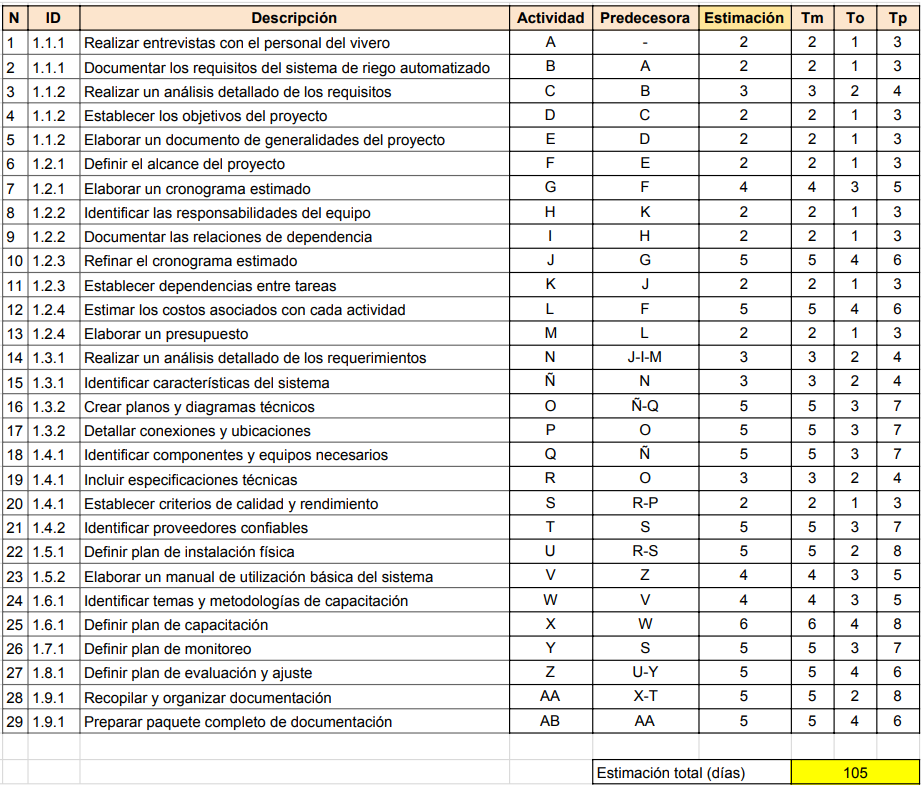 N ID Descripción Actividad Predecesora Estimación Tm To Tp
1 1.1.1 Realizar entrevistas con el personal del vivero A - 2 2 1 3
2 1.1.1 Documentar los requisitos del sistema de riego automatizado B A 2 2 1 3
3 1.1.2 Realizar un análisis detallado de los requisitos C B 3 3 2 4
4 1.1.2 Establecer los objetivos del proyecto D C 2 2 1 3
5 1.1.2 Elaborar un documento de generalidades del proyecto E D 2 2 1 3
6 1.2.1 Definir el alcance del proyecto F E 2 2 1 3
7 1.2.1 Elaborar un cronograma estimado G F 4 4 3 5
8 1.2.2 Identificar las responsabilidades del equipo H K 2 2 1 3
9 1.2.2 Documentar las relaciones de dependencia I H 2 2 1 3
10 1.2.3 Refinar el cronograma estimado J G 5 5 4 6
11 1.2.3 Establecer dependencias entre tareas K J 2 2 1 3
12 1.2.4 Estimar los costos asociados con cada actividad L F 5 5 4 6
13 1.2.4 Elaborar un presupuesto M L 2 2 1 3
14 1.3.1 Realizar un análisis detallado de los requerimientos N J-I-M 3 3 2 4
15 1.3.1 Identificar características del sistema Ñ N 3 3 2 4
16 1.3.2 Crear planos y diagramas técnicos O Ñ-Q 5 5 3 7
17 1.3.2 Detallar conexiones y ubicaciones P O 5 5 3 7
18 1.4.1 Identificar componentes y equipos necesarios Q Ñ 5 5 3 7
19 1.4.1 Incluir especificaciones técnicas R O 3 3 2 4
20 1.4.1 Establecer criterios de calidad y rendimiento S R-P 2 2 1 3
21 1.4.2 Identificar proveedores confiables T S 5 5 3 7
22 1.5.1 Definir plan de instalación física U R-S 5 5 2 8
23 1.5.2 Elaborar un manual de utilización básica del sistema V Z 4 4 3 5
24 1.6.1 Identificar temas y metodologías de capacitación W V 4 4 3 5
25 1.6.1 Definir plan de capacitación X W 6 6 4 8
26 1.7.1 Definir plan de monitoreo Y S 5 5 3 7
27 1.8.1 Definir plan de evaluación y ajuste Z U-Y 5 5 4 6
28 1.9.1 Recopilar y organizar documentación AA X-T 5 5 2 8
29 1.9.1 Preparar paquete completo de documentación AB AA 5 5 4 6
Estimación total (días) 105